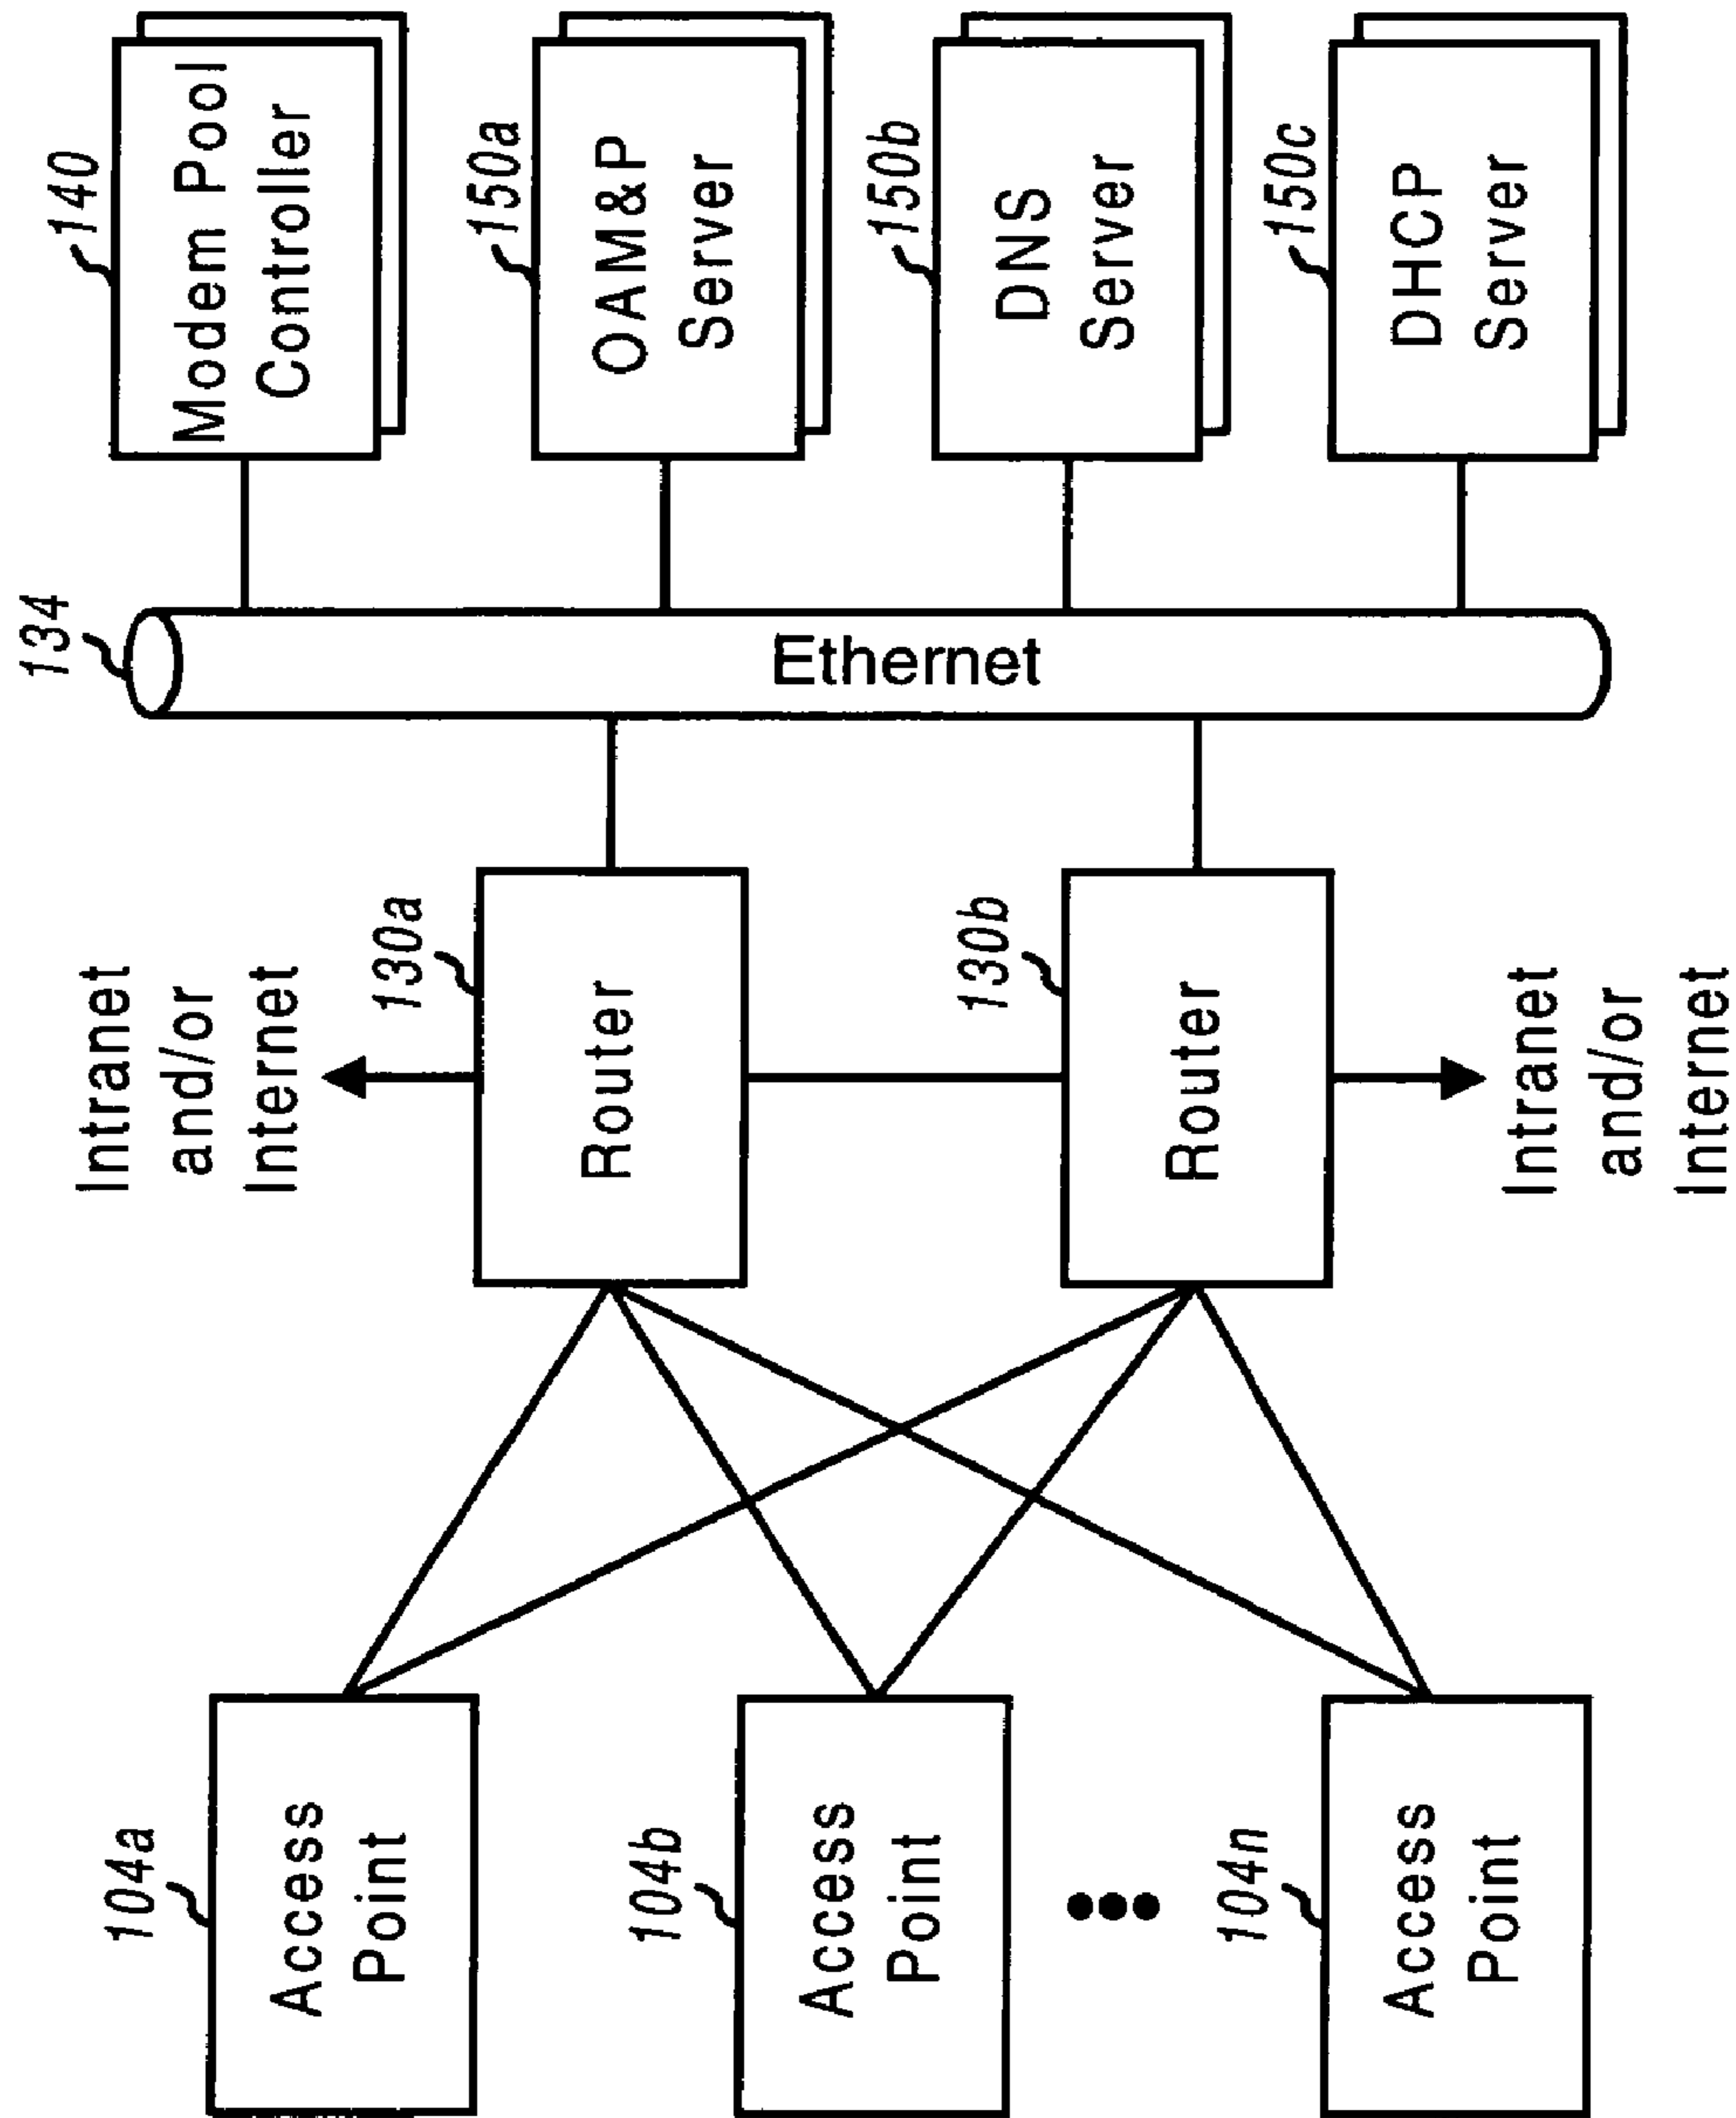 104a
Access
Point
104b
Access
Point
104n
Access
Point
Intranet
and/or
Internet
130a
Router
130b
Router
Intranet
and/or
Internet
134
Ethernet
140
Modem Pool
Controller
150a
OAM&P
Server
150b
DNS
Server
150c
DHCP
Server